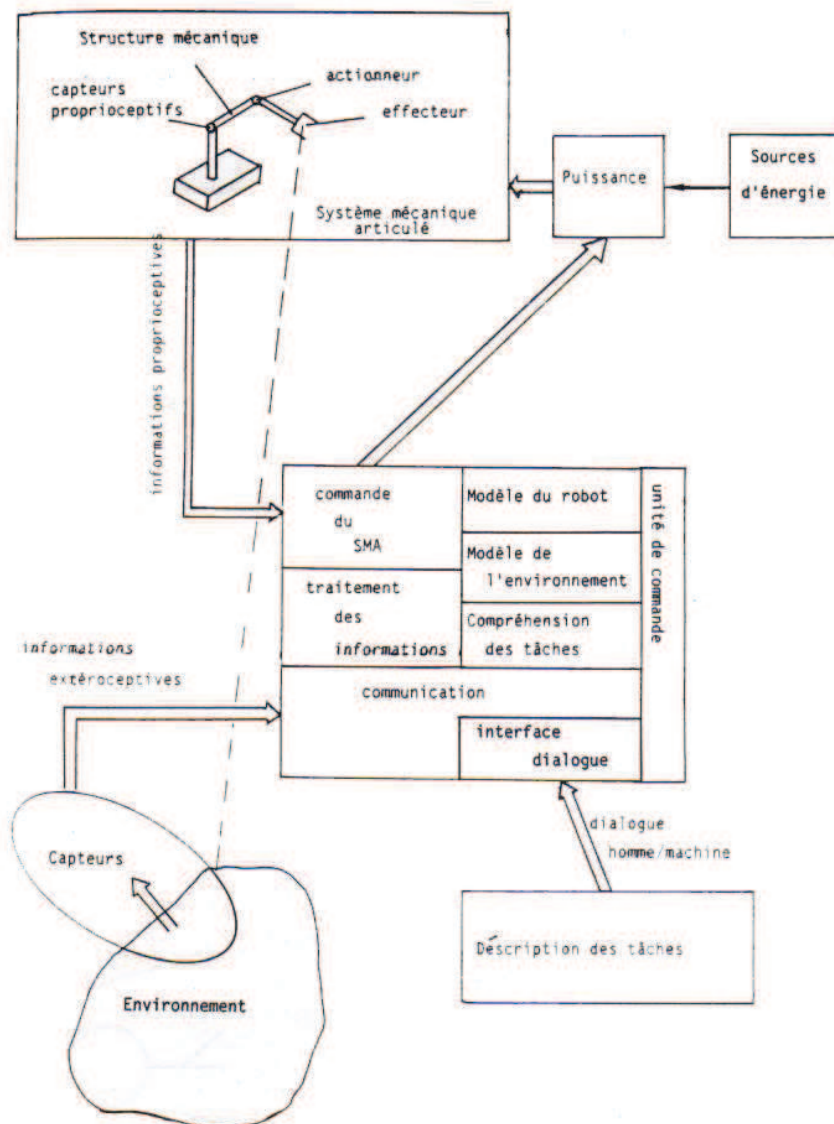 Structure mécanique
actionneur
capteurs
proprioceptifs
effecteur
Système mécanique
articulé
Puissance
Sources
d'énergie
informations proprioceptives
commande
du
SMA
Modèle du robot
Modèle de
l'environnement
traitement
des
informations
Compréhension
des tâches
unité de commande
communication
interface
dialogue
informations
extéroceptives
Capteurs
Environnement
dialogue
homme/machine
Déscription des tâches